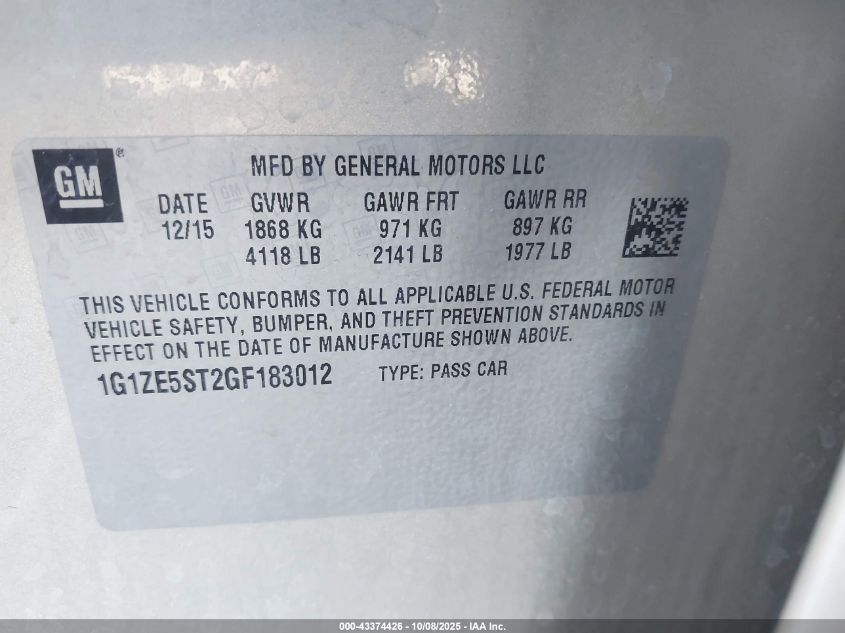 GM®
MFD BY GENERAL MOTORS LLC
DATE GVWR GAWR FRT GAWR RR
12/15 1868 KG 971 KG 897 KG
4118 LB 2141 LB 1977 LB
THIS VEHICLE CONFORMS TO ALL APPLICABLE U.S. FEDERAL MOTOR
VEHICLE SAFETY, BUMPER, AND THEFT PREVENTION STANDARDS IN
EFFECT ON THE DATE OF MANUFACTURE SHOWN ABOVE.
1G1ZE5ST2GF183012 TYPE: PASS CAR
000-43374426 - 10/08/2025 - IAA Inc.